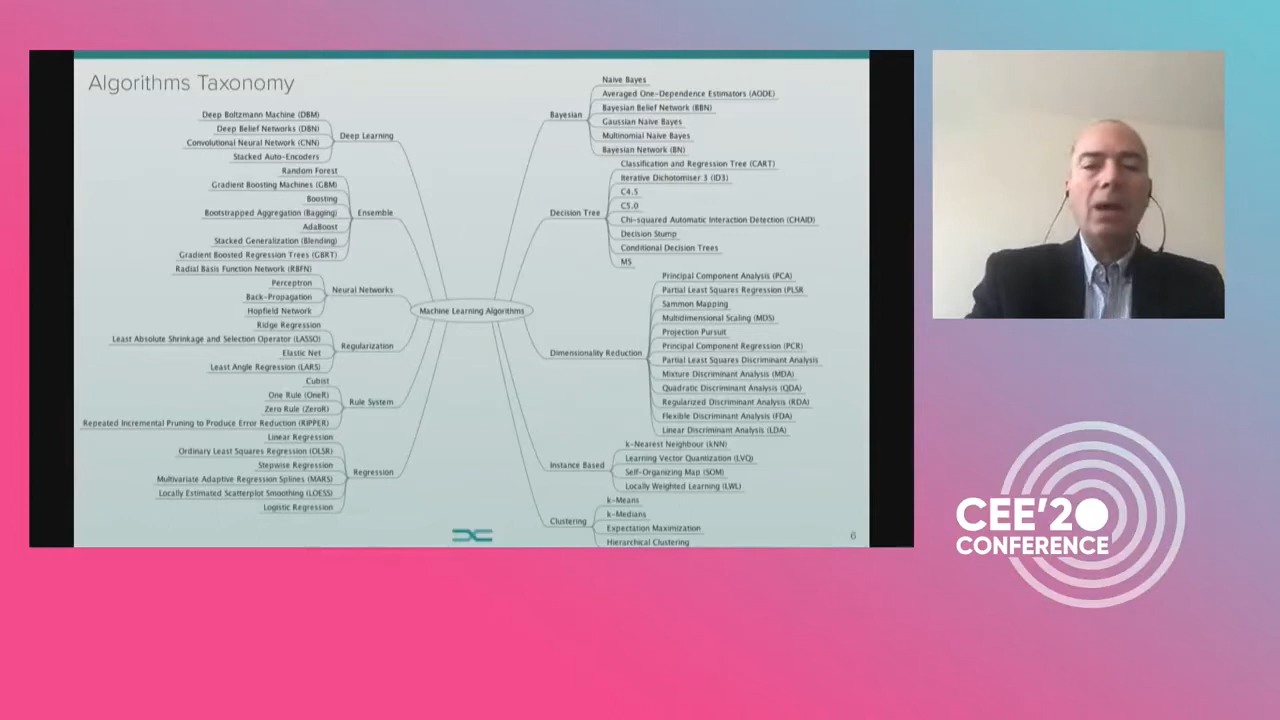 Algorithms Taxonomy
Deep Boltzmann Machine (DBM)
Deep Belief Networks (DBN)
Convolutional Neural Network (CNN)
Stacked Auto-Encoders
Deep Learning
Random Forest
Gradient Boosting Machines (GBM)
Boosting
Bootstrapped Aggregation (Bagging)
AdaBoost
Stacked Generalization (Blending)
Gradient Boosted Regression Trees (GBRT)
Ensemble
Radial Basis Function Network (RBFN)
Perceptron
Back-Propagation
Hopfield Network
Neural Networks
Ridge Regression
Least Absolute Shrinkage and Selection Operator (LASSO)
Elastic Net
Least Angle Regression (LARS)
Regularization
Cubist
One Rule (OneR)
Zero Rule (ZeroR)
Repeated Incremental Pruning to Produce Error Reduction (RIPPER)
Rule System
Linear Regression
Ordinary Least Squares Regression (OLSR)
Stepwise Regression
Multivariate Adaptive Regression Splines (MARS)
Locally Estimated Scatterplot Smoothing (LOESS)
Logistic Regression
Regression
Machine Learning Algorithms
Bayesian
Naive Bayes
Averaged One-Dependence Estimators (AODE)
Bayesian Belief Network (BBN)
Gaussian Naive Bayes
Multinomial Naive Bayes
Bayesian Network (BN)
Decision Tree
Classification and Regression Tree (CART)
Iterative Dichotomiser 3 (ID3)
C4.5
C5.0
Chi-squared Automatic Interaction Detection (CHAID)
Decision Stump
Conditional Decision Trees
M5
Dimensionality Reduction
Principal Component Analysis (PCA)
Partial Least Squares Regression (PLSR
Sammon Mapping
Multidimensional Scaling (MDS)
Projection Pursuit
Principal Component Regression (PCR)
Partial Least Squares Discriminant Analysis
Mixture Discriminant Analysis (MDA)
Quadratic Discriminant Analysis (QDA)
Regularized Discriminant Analysis (RDA)
Flexible Discriminant Analysis (FDA)
Linear Discriminant Analysis (LDA)
Instance Based
k-Nearest Neighbour (kNN)
Learning Vector Quantization (LVQ)
Self-Organizing Map (SOM)
Locally Weighted Learning (LWL)
Clustering
k-Means
k-Medians
Expectation Maximization
Hierarchical Clustering
6
CEE'20
CONFERENCE